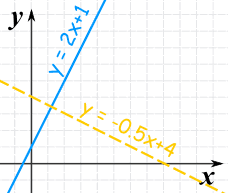 y
y = 2x+1
y = -0.5x+4
x